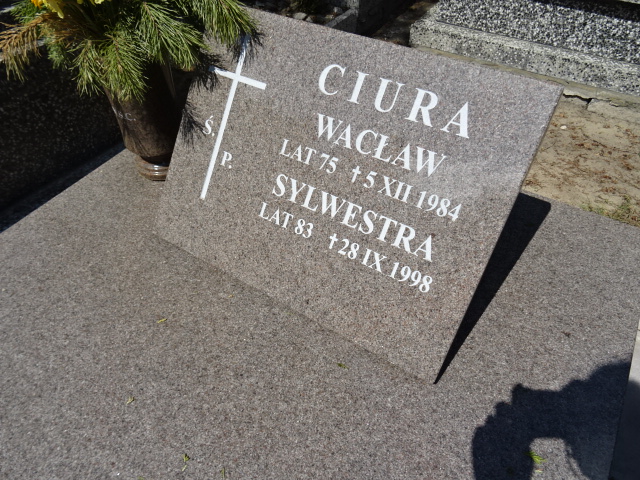 Ś. P.
CIURA
WACŁAW
LAT 75 †5 XII 1984
SYLWESTRA
LAT 83 †28 IX 1998